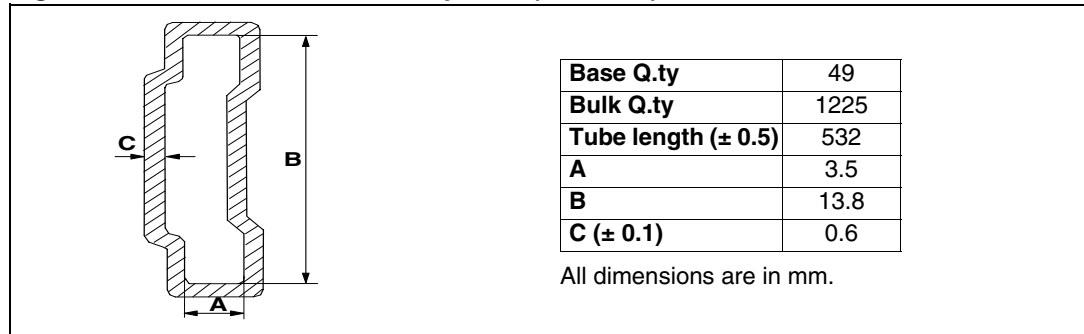 C
B
A
Base Q.ty 49
Bulk Q.ty 1225
Tube length (± 0.5) 532
A 3.5
B 13.8
C (± 0.1) 0.6
All dimensions are in mm.